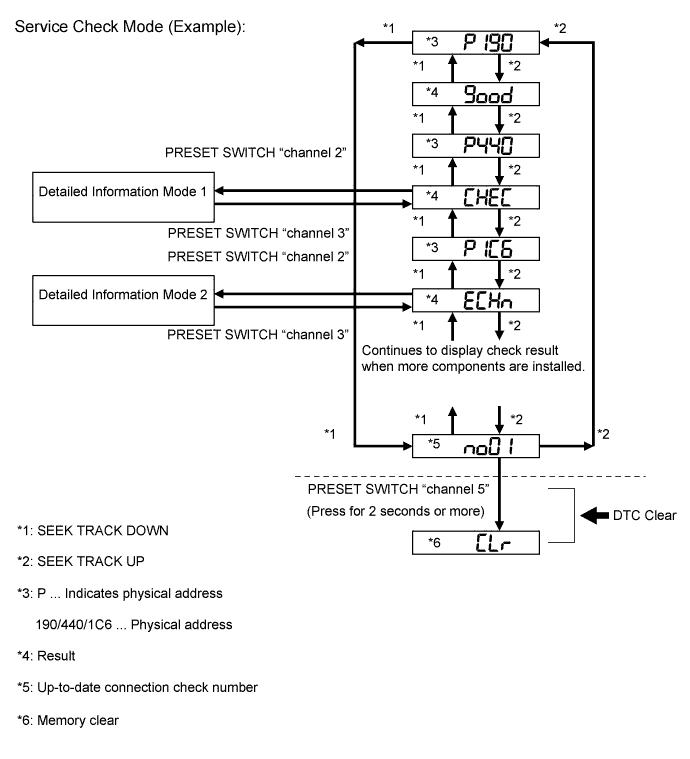 Service Check Mode (Example):
*1
*2
*3 P190
*1
*2
*4 good
*1
*2
*3 P440
PRESET SWITCH “channel 2”
*1
*2
Detailed Information Mode 1
*4 CHEC
*1
*2
PRESET SWITCH “channel 3”
*3 P1C6
PRESET SWITCH “channel 2”
*1
*2
Detailed Information Mode 2
*4 ECHn
*1
*2
PRESET SWITCH “channel 3”
Continues to display check result
when more components are installed.
*1
*2
*1
*2
*5 no01
PRESET SWITCH “channel 5”
(Press for 2 seconds or more)
DTC Clear
*6 CLr
*1: SEEK TRACK DOWN
*2: SEEK TRACK UP
*3: P ... Indicates physical address
190/440/1C6 ... Physical address
*4: Result
*5: Up-to-date connection check number
*6: Memory clear